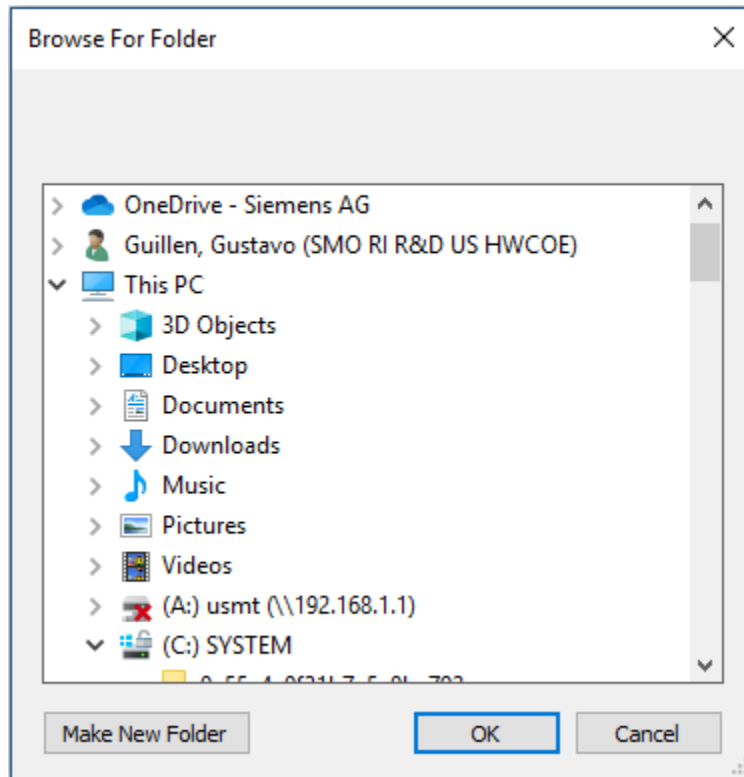 Browse For Folder
OneDrive - Siemens AG
Guillen, Gustavo (SMO RI R&D US HWCOE)
This PC
3D Objects
Desktop
Documents
Downloads
Music
Pictures
Videos
(A:) usmt (\\192.168.1.1)
(C:) SYSTEM
Make New Folder
OK
Cancel